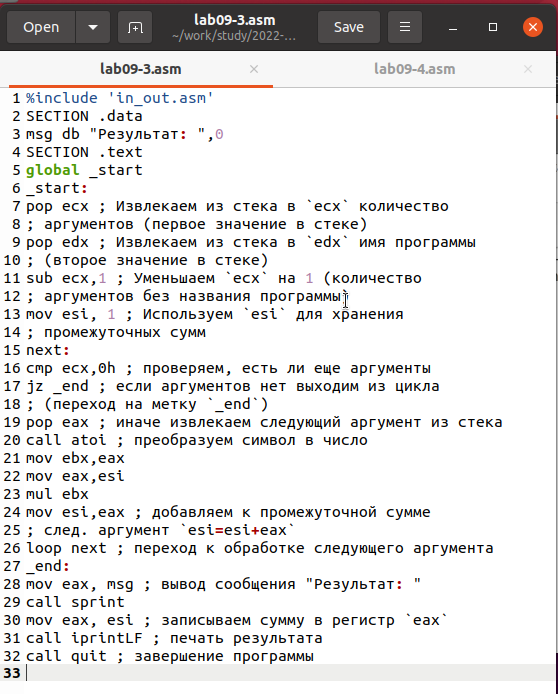 Open
lab09-3.asm
~/work/study/2022-...
Save
lab09-3.asm
lab09-4.asm
1 %include 'in_out.asm'
2 SECTION .data
3 msg db "Результат: ",0
4 SECTION .text
5 global _start
6 _start:
7 pop ecx ; Извлекаем из стека в `ecx` количество
8 ; аргументов (первое значение в стеке)
9 pop edx ; Извлекаем из стека в `edx` имя программы
10 ; (второе значение в стеке)
11 sub ecx,1 ; Уменьшаем `ecx` на 1 (количество
12 ; аргументов без названия программы)
13 mov esi, 1 ; Используем `esi` для хранения
14 ; промежуточных сумм
15 next:
16 cmp ecx,0h ; проверяем, есть ли еще аргументы
17 jz _end ; если аргументов нет выходим из цикла
18 ; (переход на метку `_end`)
19 pop eax ; иначе извлекаем следующий аргумент из стека
20 call atoi ; преобразуем символ в число
21 mov ebx,eax
22 mov eax,esi
23 mul ebx
24 mov esi,eax ; добавляем к промежуточной сумме
25 ; след. аргумент `esi=esi+eax`
26 loop next ; переход к обработке следующего аргумента
27 _end:
28 mov eax, msg ; вывод сообщения "Результат: "
29 call sprint
30 mov eax, esi ; записываем сумму в регистр `eax`
31 call iprintLF ; печать результата
32 call quit ; завершение программы
33